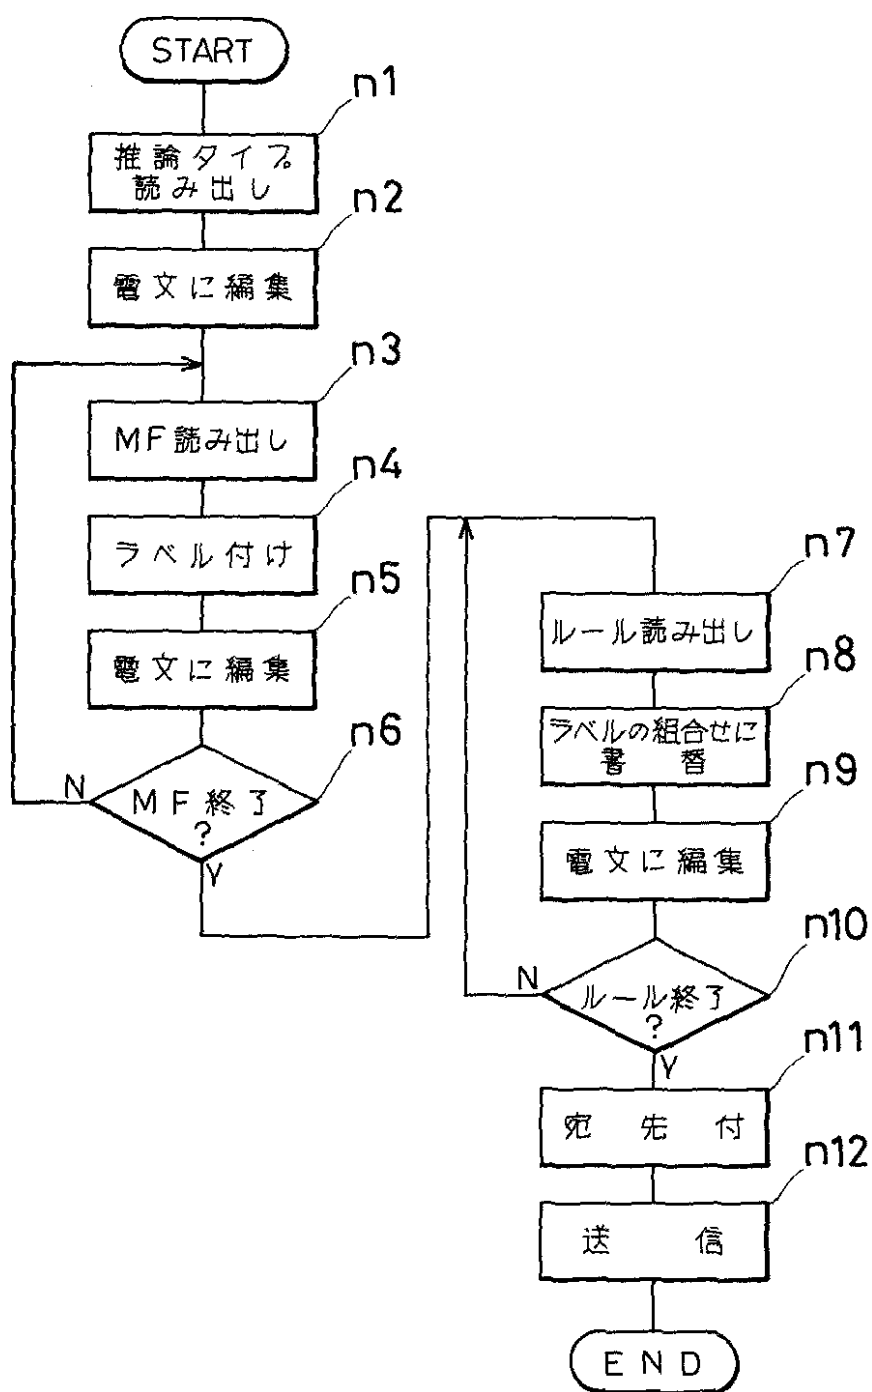 START
n1
推論タイプ
読み出し
n2
電文に編集
n3
MF読み出し
n4
ラベル付け
n5
電文に編集
n6
MF終了
?
N
Y
n7
ルール読み出し
n8
ラベルの組合せに
書替
n9
電文に編集
n10
ルール終了
?
N
Y
n11
宛先付
n12
送信
END